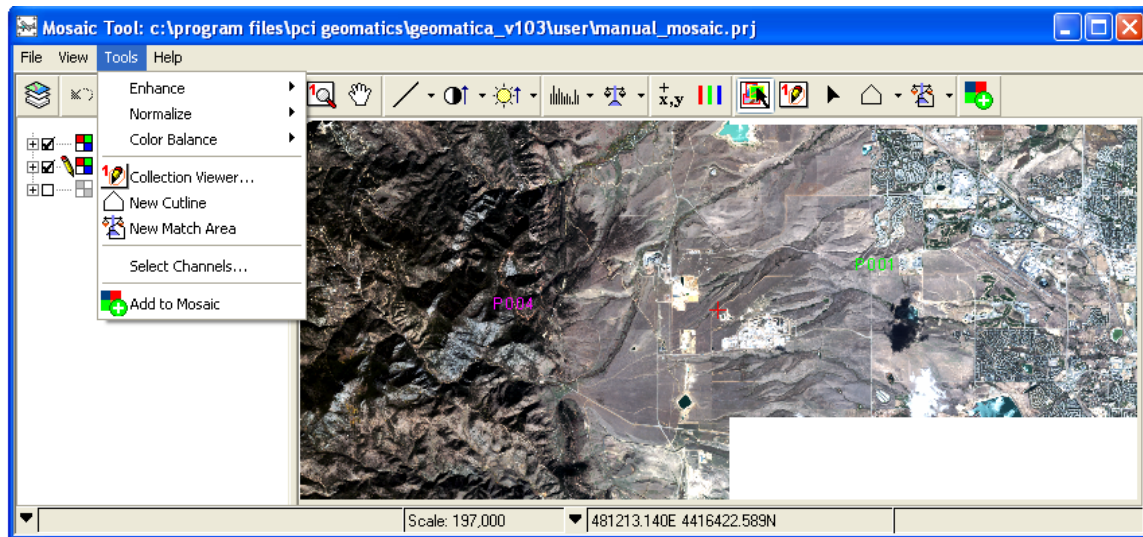 Mosaic Tool: c:\program files\pci geomatics\geomatica_v103\user\manual_mosaic.prj
File View Tools Help
Enhance
Normalize
Color Balance
Collection Viewer...
New Cutline
New Match Area
Select Channels...
Add to Mosaic
x,y
P001
P004
Scale: 197,000
481213.140E 4416422.589N